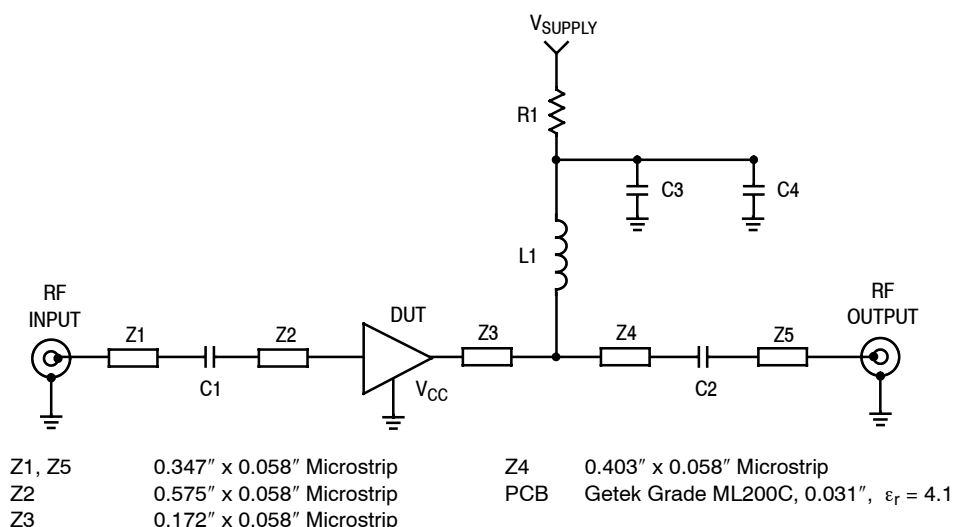 VSUPPLY
R1
C3
C4
L1
RF
INPUT
Z1
C1
Z2
DUT
VCC
Z3
Z4
C2
Z5
RF
OUTPUT
Z1, Z5 0.347″ x 0.058″ Microstrip
Z2 0.575″ x 0.058″ Microstrip
Z3 0.172″ x 0.058″ Microstrip
Z4 0.403″ x 0.058″ Microstrip
PCB Getek Grade ML200C, 0.031″, εr = 4.1